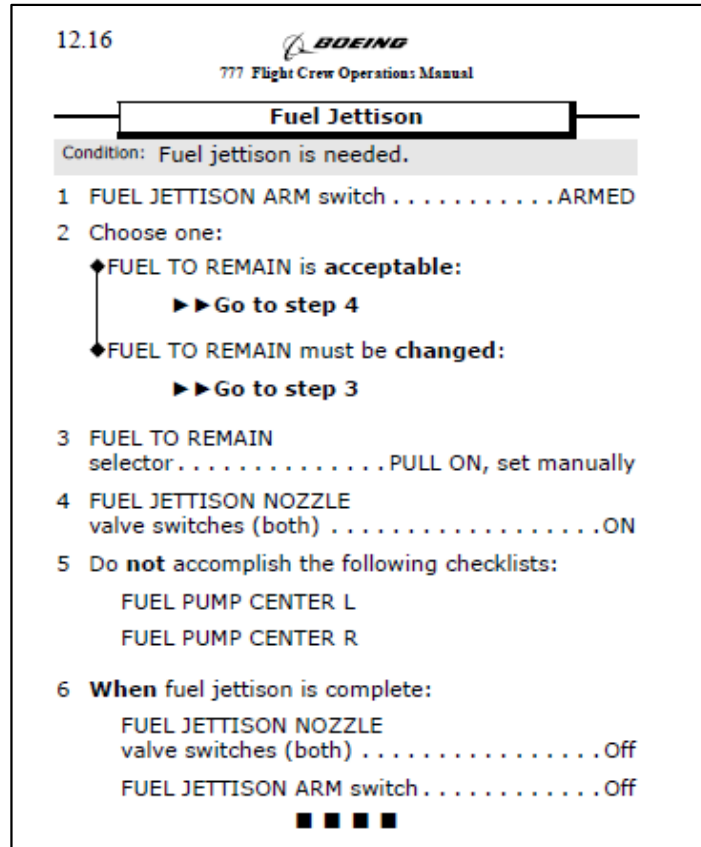 12.16
BOEING
777 Flight Crew Operations Manual
Fuel Jettison
Condition: Fuel jettison is needed.
1 FUEL JETTISON ARM switch . . . . . . . . . . . ARMED
2 Choose one:
◆FUEL TO REMAIN is acceptable:
►►Go to step 4
◆FUEL TO REMAIN must be changed:
►►Go to step 3
3 FUEL TO REMAIN
selector . . . . . . . . . . . . . . PULL ON, set manually
4 FUEL JETTISON NOZZLE
valve switches (both) . . . . . . . . . . . . . . . . . . . ON
5 Do not accomplish the following checklists:
FUEL PUMP CENTER L
FUEL PUMP CENTER R
6 When fuel jettison is complete:
FUEL JETTISON NOZZLE
valve switches (both) . . . . . . . . . . . . . . . . . Off
FUEL JETTISON ARM switch . . . . . . . . . . . . Off
■ ■ ■ ■